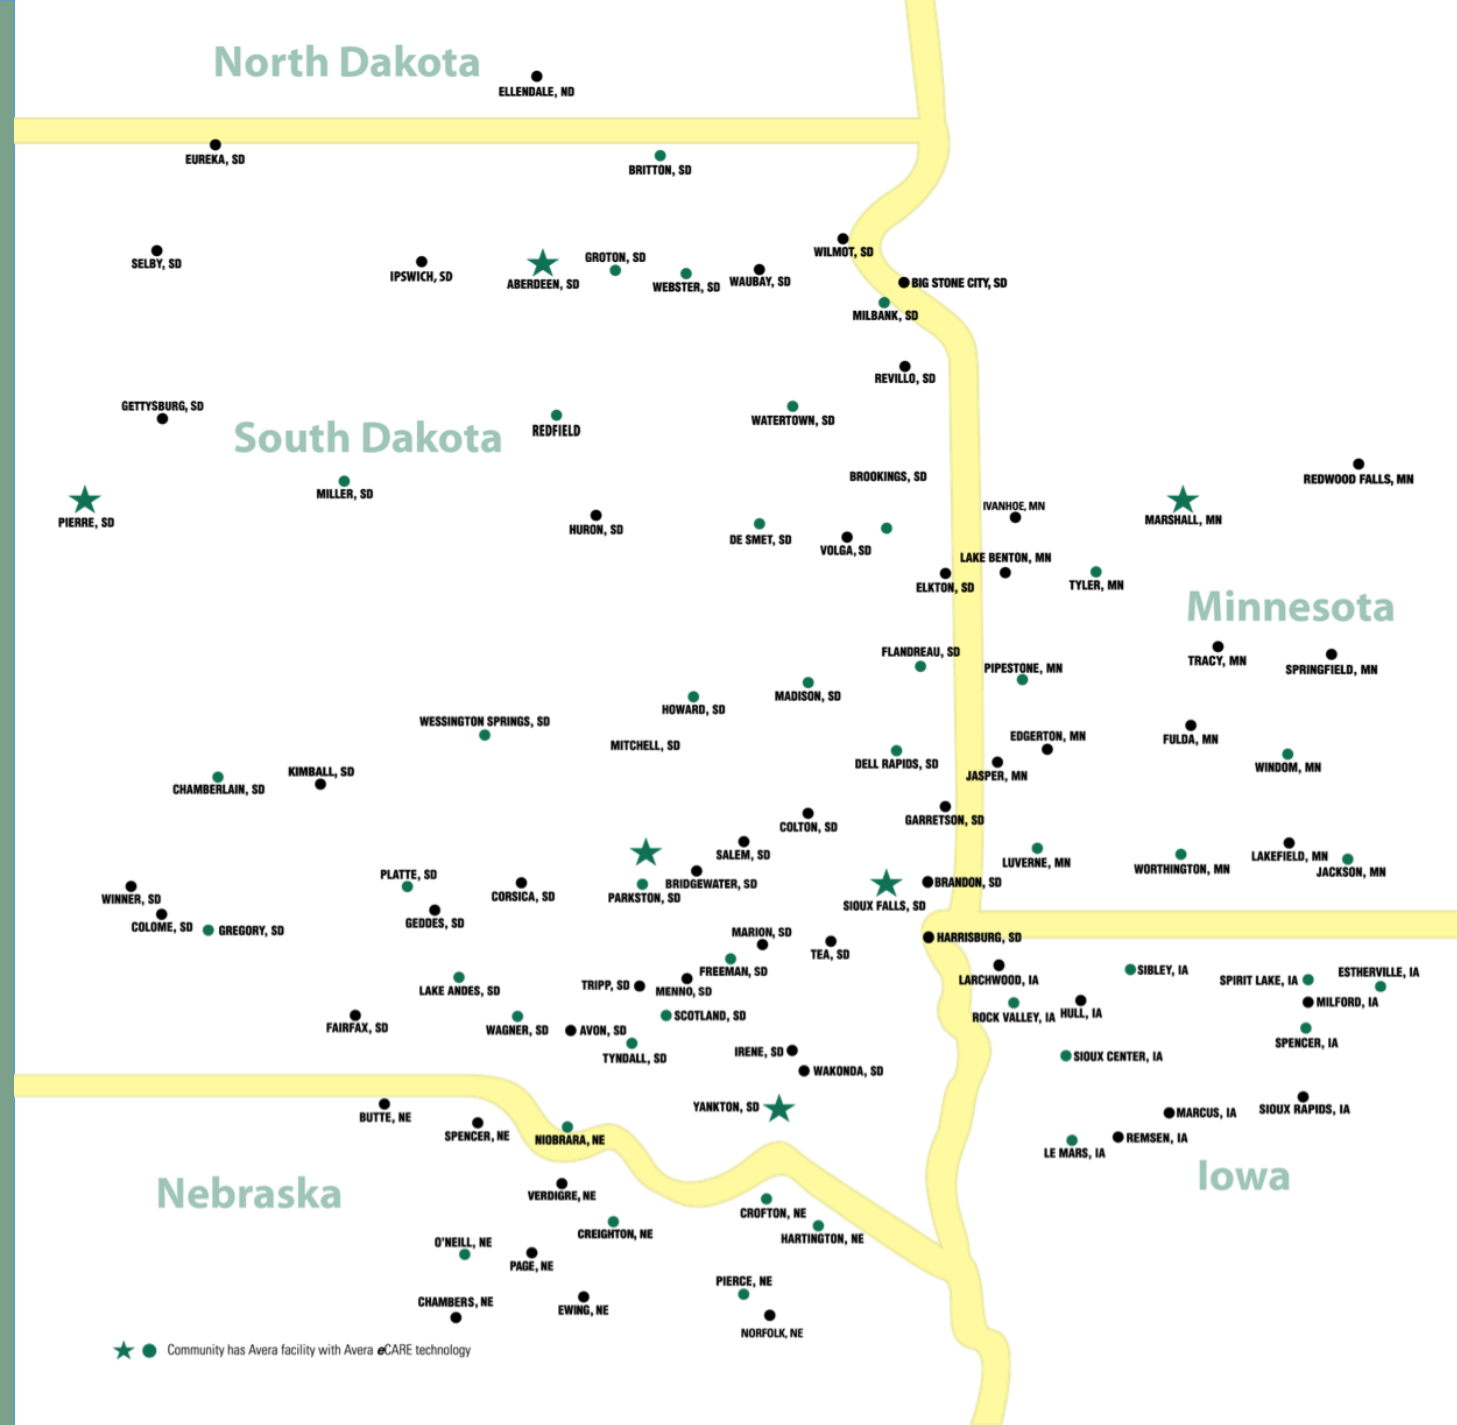 North Dakota
ELLENDALE, ND
EUREKA, SD
BRITTON, SD
WILMOT, SD
SELBY, SD
IPSWICH, SD
ABERDEEN, SD
GROTON, SD
WEBSTER, SD
WAUBAY, SD
BIG STONE CITY, SD
MILBANK, SD
REVILLO, SD
GETTYSBURG, SD
South Dakota
REDFIELD
WATERTOWN, SD
BROOKINGS, SD
REDWOOD FALLS, MN
MILLER, SD
PIERRE, SD
HURON, SD
DE SMET, SD
VOLGA, SD
IVANHOE, MN
MARSHALL, MN
LAKE BENTON, MN
ELKTON, SD
TYLER, MN
Minnesota
FLANDREAU, SD
PIPESTONE, MN
TRACY, MN
SPRINGFIELD, MN
MADISON, SD
HOWARD, SD
WESSINGTON SPRINGS, SD
MITCHELL, SD
EDGERTON, MN
FULDA, MN
DELL RAPIDS, SD
JASPER, MN
WINDOM, MN
KIMBALL, SD
CHAMBERLAIN, SD
COLTON, SD
GARRETSON, SD
SALEM, SD
LUVERNE, MN
WORTHINGTON, MN
LAKEFIELD, MN
JACKSON, MN
PLATTE, SD
BRIDGEWATER, SD
BRANDON, SD
WINNER, SD
CORSICA, SD
PARKSTON, SD
SIOUX FALLS, SD
COLOME, SD
GREGORY, SD
GEDDES, SD
MARION, SD
HARRISBURG, SD
TEA, SD
FREEMAN, SD
LARCHWOOD, IA
SIBLEY, IA
SPIRIT LAKE, IA
ESTHERVILLE, IA
LAKE ANDES, SD
TRIPP, SD
MENNO, SD
MILFORD, IA
ROCK VALLEY, IA
HULL, IA
FAIRFAX, SD
WAGNER, SD
AVON, SD
SCOTLAND, SD
SPENCER, IA
TYNDALL, SD
IRENE, SD
SIOUX CENTER, IA
WAKONDA, SD
YANKTON, SD
MARCUS, IA
SIOUX RAPIDS, IA
BUTTE, NE
SPENCER, NE
NIOBRARA, NE
REMSEN, IA
LE MARS, IA
Iowa
Nebraska
VERDIGRE, NE
CROFTON, NE
CREIGHTON, NE
HARTINGTON, NE
O'NEILL, NE
PAGE, NE
PIERCE, NE
CHAMBERS, NE
EWING, NE
NORFOLK, NE
Community has Avera facility with Avera eCARE technology